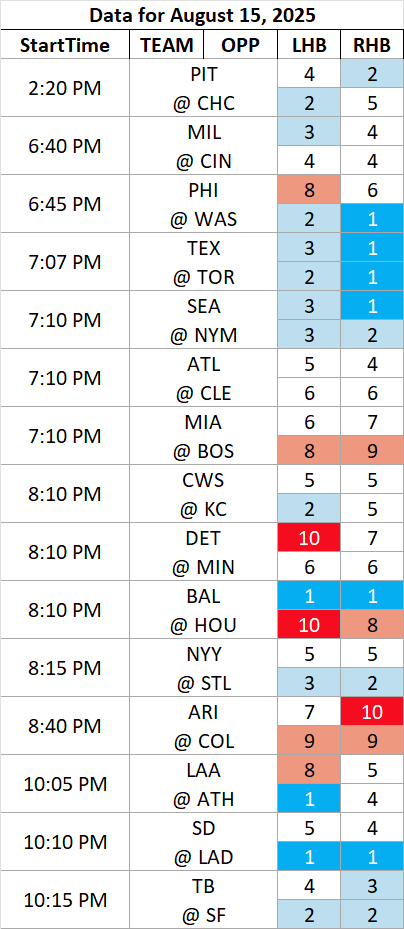 Data for August 15, 2025
StartTime TEAM OPP LHB RHB
2:20 PM PIT 4 2
@ CHC 2 5
6:40 PM MIL 3 4
@ CIN 4 4
6:45 PM PHI 8 6
@ WAS 2 1
7:07 PM TEX 3 1
@ TOR 2 1
7:10 PM SEA 3 1
@ NYM 3 2
7:10 PM ATL 5 4
@ CLE 6 6
7:10 PM MIA 6 7
@ BOS 8 9
8:10 PM CWS 5 5
@ KC 2 5
8:10 PM DET 10 7
@ MIN 6 6
8:10 PM BAL 1 1
@ HOU 10 8
8:15 PM NYY 5 5
@ STL 3 2
8:40 PM ARI 7 10
@ COL 9 9
10:05 PM LAA 8 5
@ ATH 1 4
10:10 PM SD 5 4
@ LAD 1 1
10:15 PM TB 4 3
@ SF 2 2